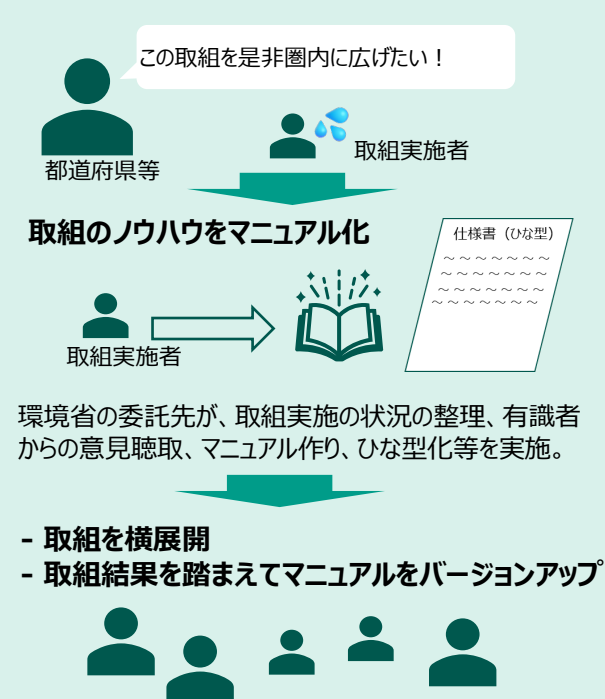 この取組を是非圏内に広げたい！
取組実施者
都道府県等
取組のノウハウをマニュアル化
仕様書（ひな型）
～～～～～～～
～～～～～～～
～～～～～～～
～～～～～～～
取組実施者
環境省の委託先が、取組実施の状況の整理、有識者
からの意見聴取、マニュアル作り、ひな型化等を実施。
- 取組を横展開
- 取組結果を踏まえてマニュアルをバージョンアップ